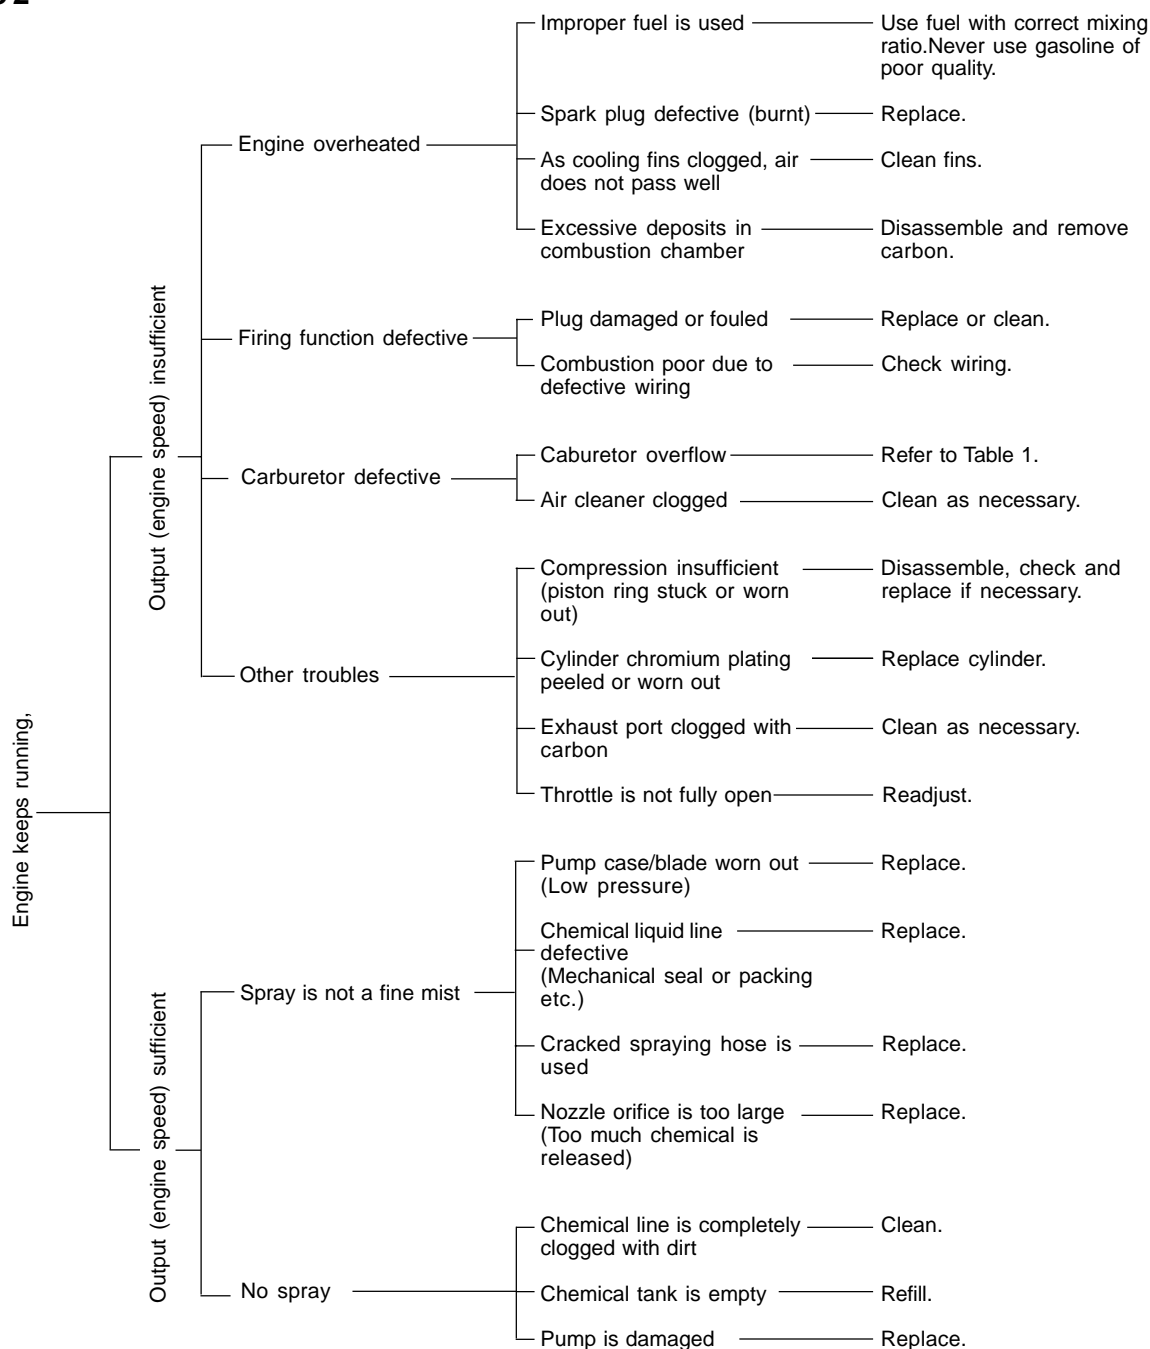 Improper fuel is used
Use fuel with correct mixing
ratio.Never use gasoline of
poor quality.
Spark plug defective (burnt)
Replace.
Engine overheated
As cooling fins clogged, air
does not pass well
Clean fins.
Excessive deposits in
combustion chamber
Disassemble and remove
carbon.
Output (engine speed) insufficient
Firing function defective
Plug damaged or fouled
Replace or clean.
Combustion poor due to
defective wiring
Check wiring.
Carburetor defective
Caburetor overflow
Refer to Table 1.
Air cleaner clogged
Clean as necessary.
Compression insufficient
(piston ring stuck or worn
out)
Disassemble, check and
replace if necessary.
Other troubles
Cylinder chromium plating
peeled or worn out
Replace cylinder.
Exhaust port clogged with
carbon
Clean as necessary.
Throttle is not fully open
Readjust.
Engine keeps running,
Pump case/blade worn out
(Low pressure)
Replace.
Chemical liquid line
defective
(Mechanical seal or packing
etc.)
Replace.
Spray is not a fine mist
Cracked spraying hose is
used
Replace.
Nozzle orifice is too large
(Too much chemical is
released)
Replace.
Output (engine speed) sufficient
Chemical line is completely
clogged with dirt
Clean.
No spray
Chemical tank is empty
Refill.
Pump is damaged
Replace.